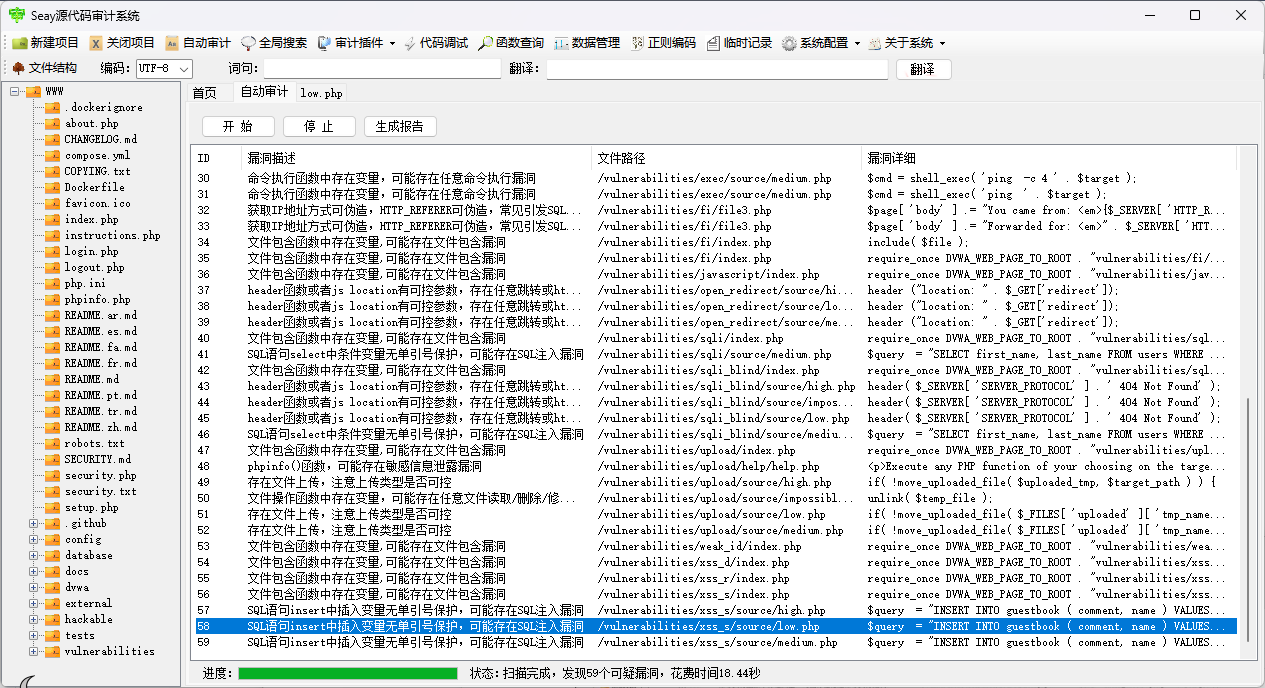 Seay源代码审计系统
新建项目 关闭项目 自动审计 全局搜索 审计插件 代码调试 函数查询 数据管理 正则编码 临时记录 系统配置 关于系统
文件结构 编码: UTF-8 词句: 翻译: 翻译
WWW
.dockerignore
about.php
CHANGELOG.md
compose.yml
COPYING.txt
Dockerfile
favicon.ico
index.php
instructions.php
login.php
logout.php
php.ini
phpinfo.php
README.ar.md
README.es.md
README.fa.md
README.fr.md
README.md
README.pt.md
README.tr.md
README.zh.md
robots.txt
SECURITY.md
security.php
security.txt
setup.php
.github
config
database
docs
dvwa
external
hackable
tests
vulnerabilities
首页 自动审计 low.php
开 始 停 止 生成报告
ID 漏洞描述 文件路径 漏洞详细
30 命令执行函数中存在变量，可能存在任意命令执行漏洞 /vulnerabilities/exec/source/medium.php $cmd = shell_exec( 'ping  -c 4 ' . $target );
31 命令执行函数中存在变量，可能存在任意命令执行漏洞 /vulnerabilities/exec/source/medium.php $cmd = shell_exec( 'ping  ' . $target );
32 获取IP地址方式可伪造，HTTP_REFERER可伪造，常见引发SQL... /vulnerabilities/fi/file3.php $page[ 'body' ] .= "You came from: <em>{$_SERVER[ 'HTTP_R...
33 获取IP地址方式可伪造，HTTP_REFERER可伪造，常见引发SQL... /vulnerabilities/fi/file3.php $page[ 'body' ] .= "Forwarded for: <em>" . $_SERVER[ 'HTT...
34 文件包含函数中存在变量,可能存在文件包含漏洞 /vulnerabilities/fi/index.php include( $file );
35 文件包含函数中存在变量,可能存在文件包含漏洞 /vulnerabilities/fi/index.php require_once DVWA_WEB_PAGE_TO_ROOT . "vulnerabilities/fi/...
36 文件包含函数中存在变量,可能存在文件包含漏洞 /vulnerabilities/javascript/index.php require_once DVWA_WEB_PAGE_TO_ROOT . "vulnerabilities/jav...
37 header函数或者js location有可控参数，存在任意跳转或ht... /vulnerabilities/open_redirect/source/hi... header ("location: " . $_GET['redirect']);
38 header函数或者js location有可控参数，存在任意跳转或ht... /vulnerabilities/open_redirect/source/lo... header ("location: " . $_GET['redirect']);
39 header函数或者js location有可控参数，存在任意跳转或ht... /vulnerabilities/open_redirect/source/me... header ("location: " . $_GET['redirect']);
40 文件包含函数中存在变量,可能存在文件包含漏洞 /vulnerabilities/sqli/index.php require_once DVWA_WEB_PAGE_TO_ROOT . "vulnerabilities/sql...
41 SQL语句select中条件变量无单引号保护，可能存在SQL注入漏洞 /vulnerabilities/sqli/source/medium.php $query  = "SELECT first_name, last_name FROM users WHERE ...
42 文件包含函数中存在变量,可能存在文件包含漏洞 /vulnerabilities/sqli_blind/index.php require_once DVWA_WEB_PAGE_TO_ROOT . "vulnerabilities/sql...
43 header函数或者js location有可控参数，存在任意跳转或ht... /vulnerabilities/sqli_blind/source/high.php header( $_SERVER[ 'SERVER_PROTOCOL' ] . ' 404 Not Found' );
44 header函数或者js location有可控参数，存在任意跳转或ht... /vulnerabilities/sqli_blind/source/impos... header( $_SERVER[ 'SERVER_PROTOCOL' ] . ' 404 Not Found' );
45 header函数或者js location有可控参数，存在任意跳转或ht... /vulnerabilities/sqli_blind/source/low.php header( $_SERVER[ 'SERVER_PROTOCOL' ] . ' 404 Not Found' );
46 SQL语句select中条件变量无单引号保护，可能存在SQL注入漏洞 /vulnerabilities/sqli_blind/source/mediu... $query  = "SELECT first_name, last_name FROM users WHERE ...
47 文件包含函数中存在变量,可能存在文件包含漏洞 /vulnerabilities/upload/index.php require_once DVWA_WEB_PAGE_TO_ROOT . "vulnerabilities/upl...
48 phpinfo()函数，可能存在敏感信息泄露漏洞 /vulnerabilities/upload/help/help.php <p>Execute any PHP function of your choosing on the targe...
49 存在文件上传，注意上传类型是否可控 /vulnerabilities/upload/source/high.php if( !move_uploaded_file( $uploaded_tmp, $target_path ) ) {
50 文件操作函数中存在变量，可能存在任意文件读取/删除/修... /vulnerabilities/upload/source/impossibl... unlink( $temp_file );
51 存在文件上传，注意上传类型是否可控 /vulnerabilities/upload/source/low.php if( !move_uploaded_file( $_FILES[ 'uploaded' ][ 'tmp_name...
52 存在文件上传，注意上传类型是否可控 /vulnerabilities/upload/source/medium.php if( !move_uploaded_file( $_FILES[ 'uploaded' ][ 'tmp_name...
53 文件包含函数中存在变量,可能存在文件包含漏洞 /vulnerabilities/weak_id/index.php require_once DVWA_WEB_PAGE_TO_ROOT . "vulnerabilities/wea...
54 文件包含函数中存在变量,可能存在文件包含漏洞 /vulnerabilities/xss_d/index.php require_once DVWA_WEB_PAGE_TO_ROOT . "vulnerabilities/xss...
55 文件包含函数中存在变量,可能存在文件包含漏洞 /vulnerabilities/xss_r/index.php require_once DVWA_WEB_PAGE_TO_ROOT . "vulnerabilities/xss...
56 文件包含函数中存在变量,可能存在文件包含漏洞 /vulnerabilities/xss_s/index.php require_once DVWA_WEB_PAGE_TO_ROOT . "vulnerabilities/xss...
57 SQL语句insert中插入变量无单引号保护，可能存在SQL注入漏洞 /vulnerabilities/xss_s/source/high.php $query  = "INSERT INTO guestbook ( comment, name ) VALUES...
58 SQL语句insert中插入变量无单引号保护，可能存在SQL注入漏洞 /vulnerabilities/xss_s/source/low.php $query  = "INSERT INTO guestbook ( comment, name ) VALUES...
59 SQL语句insert中插入变量无单引号保护，可能存在SQL注入漏洞 /vulnerabilities/xss_s/source/medium.php $query  = "INSERT INTO guestbook ( comment, name ) VALUES...
进度: 状态: 扫描完成，发现59个可疑漏洞，花费时间18.44秒